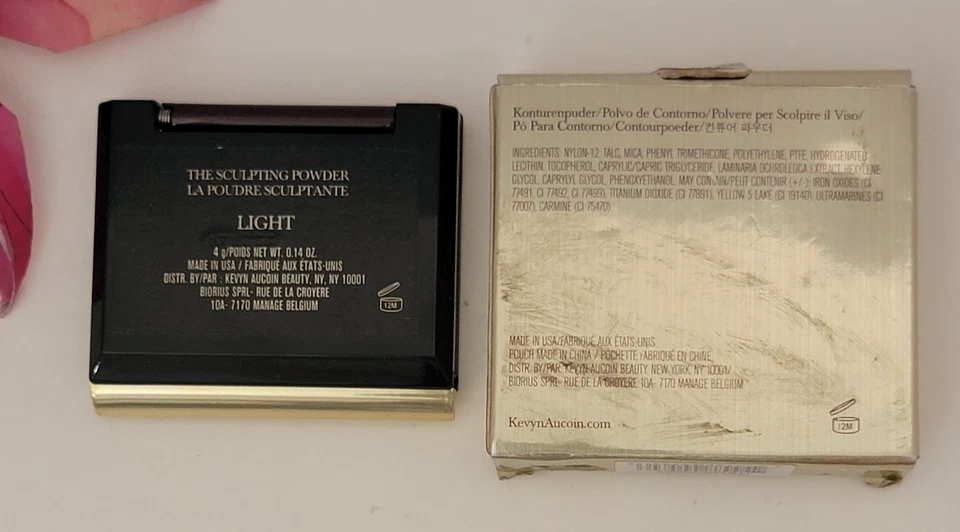 THE SCULPTING POWDER
LA POUDRE SCULPTANTE
LIGHT
4 g/POIDS NET WT. 0.14 OZ.
MADE IN USA / FABRIQUÉ AUX ÉTATS-UNIS
DISTR. BY/PAR : KEVYN AUCOIN BEAUTY, NY, NY 10001
BIORIUS SPRL- RUE DE LA CROYERE
10A- 7170 MANAGE BELGIUM
12M
Konturenpuder/Polvo de Contorno/Polvere per Scolpire il Viso/
Pó Para Contorno/Contourpoeder/컨튜어 파우더
INGREDIENTS: NYLON-12, TALC, MICA, PHENYL TRIMETHICONE, POLYETHYLENE, PTFE, HYDROGENATED
LECITHIN, TOCOPHEROL, CAPRYLIC/CAPRIC TRIGLYCERIDE, LAMINARIA OCHROLEUCA EXTRACT, HEXYLENE
GLYCOL, CAPRYLYL GLYCOL, PHENOXYETHANOL, MAY CONTAIN/PEUT CONTENIR (+/-): IRON OXIDES (CI
77491, CI 77492, CI 77499), TITANIUM DIOXIDE (CI 77891), YELLOW 5 LAKE (CI 19140), ULTRAMARINES (CI
77007), CARMINE (CI 75470)
MADE IN USA/FABRIQUÉ AUX ÉTATS-UNIS
POUCH MADE IN CHINA / POCHETTE FABRIQUÉ EN CHINE
DISTR. BY/PAR: KEVYN AUCOIN BEAUTY, NEW YORK, NY 10001/
BIORIUS SPRL- RUE DE LA CROYERE 10A- 7170 MANAGE BELGIUM
KevynAucoin.com
12M